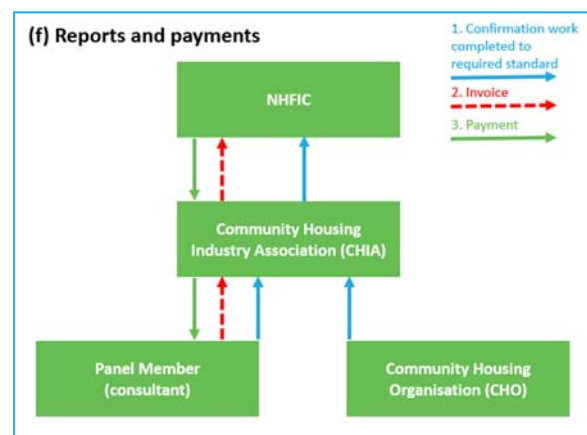 (f) Reports and payments
1. Confirmation work
completed to
required standard
2. Invoice
3. Payment
NHFIC
Community Housing
Industry Association (CHIA)
Panel Member
(consultant)
Community Housing
Organisation (CHO)